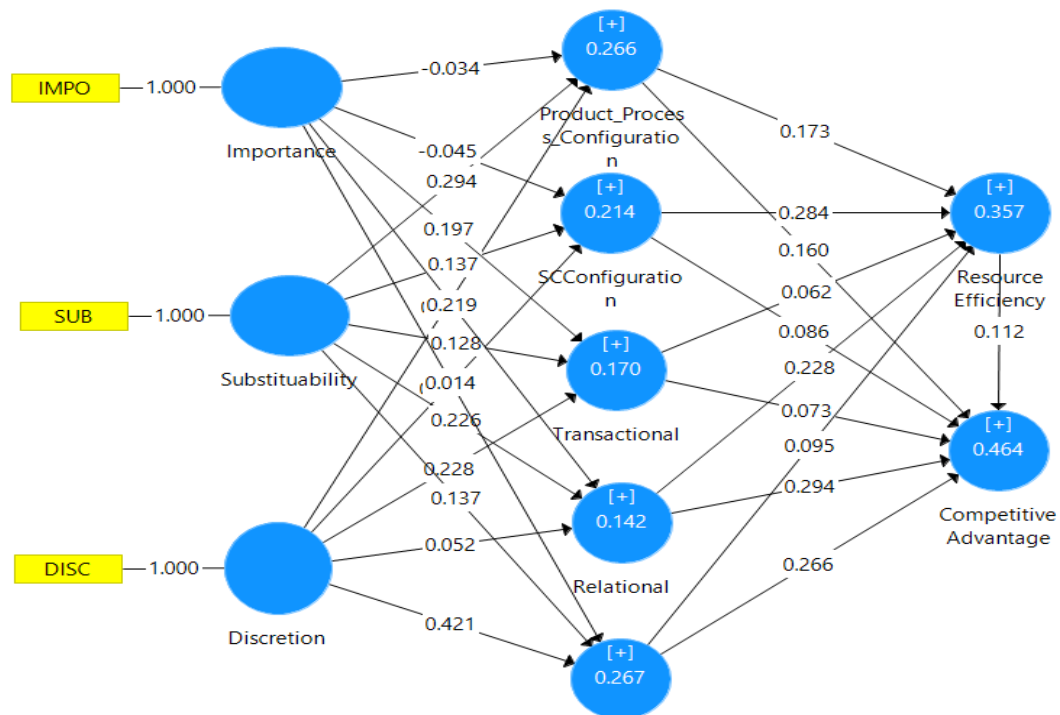 [+]
0.266
IMPO
1.000
-0.034
Importance
Product_Proces
s_Configuration
n
0.173
-0.045
0.294
[+]
0.214
0.284
[+]
0.357
0.197
0.160
0.137
SCConfiguration
n
Resource
Efficiency
SUB
1.000
0.219
0.062
0.128
[+]
0.170
0.086
0.112
Substituability
0.014
0.228
0.226
Transactional
0.073
[+]
0.464
0.228
0.095
0.137
[+]
0.142
0.294
Competitive
Advantage
DISC
1.000
0.052
Relational
0.266
Discretion
0.421
[+]
0.267